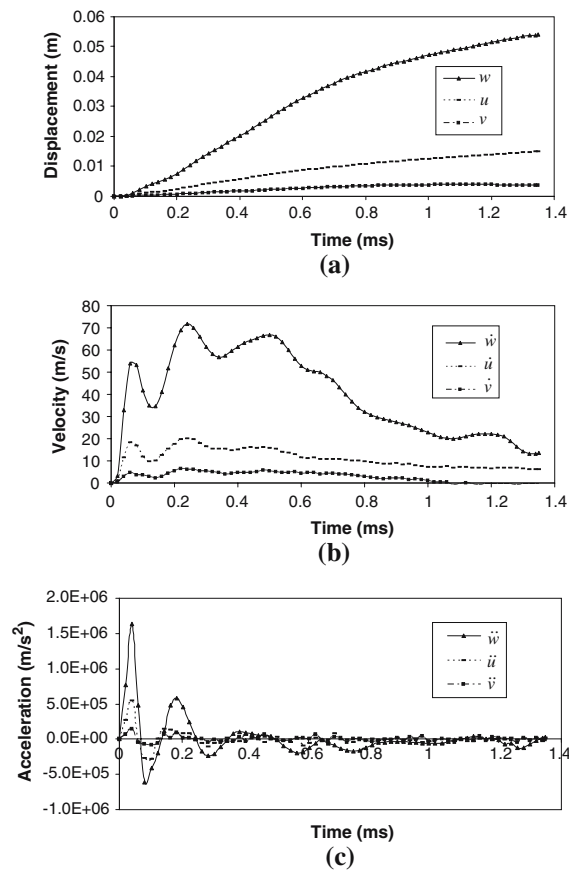 0.06
0.05
0.04
0.03
0.02
0.01
0
Displacement (m)
w
u
v
0 0.2 0.4 0.6 0.8 1 1.2 1.4
Time (ms)
(a)
80
70
60
50
40
30
20
10
0
Velocity (m/s)
ẇ
u̇
v̇
0 0.2 0.4 0.6 0.8 1 1.2 1.4
Time (ms)
(b)
2.0E+06
1.5E+06
1.0E+06
5.0E+05
0.0E+00
-5.0E+05
-1.0E+06
Acceleration (m/s²)
ẅ
ü
v̈
0 0.2 0.4 0.6 0.8 1 1.2 1.4
Time (ms)
(c)